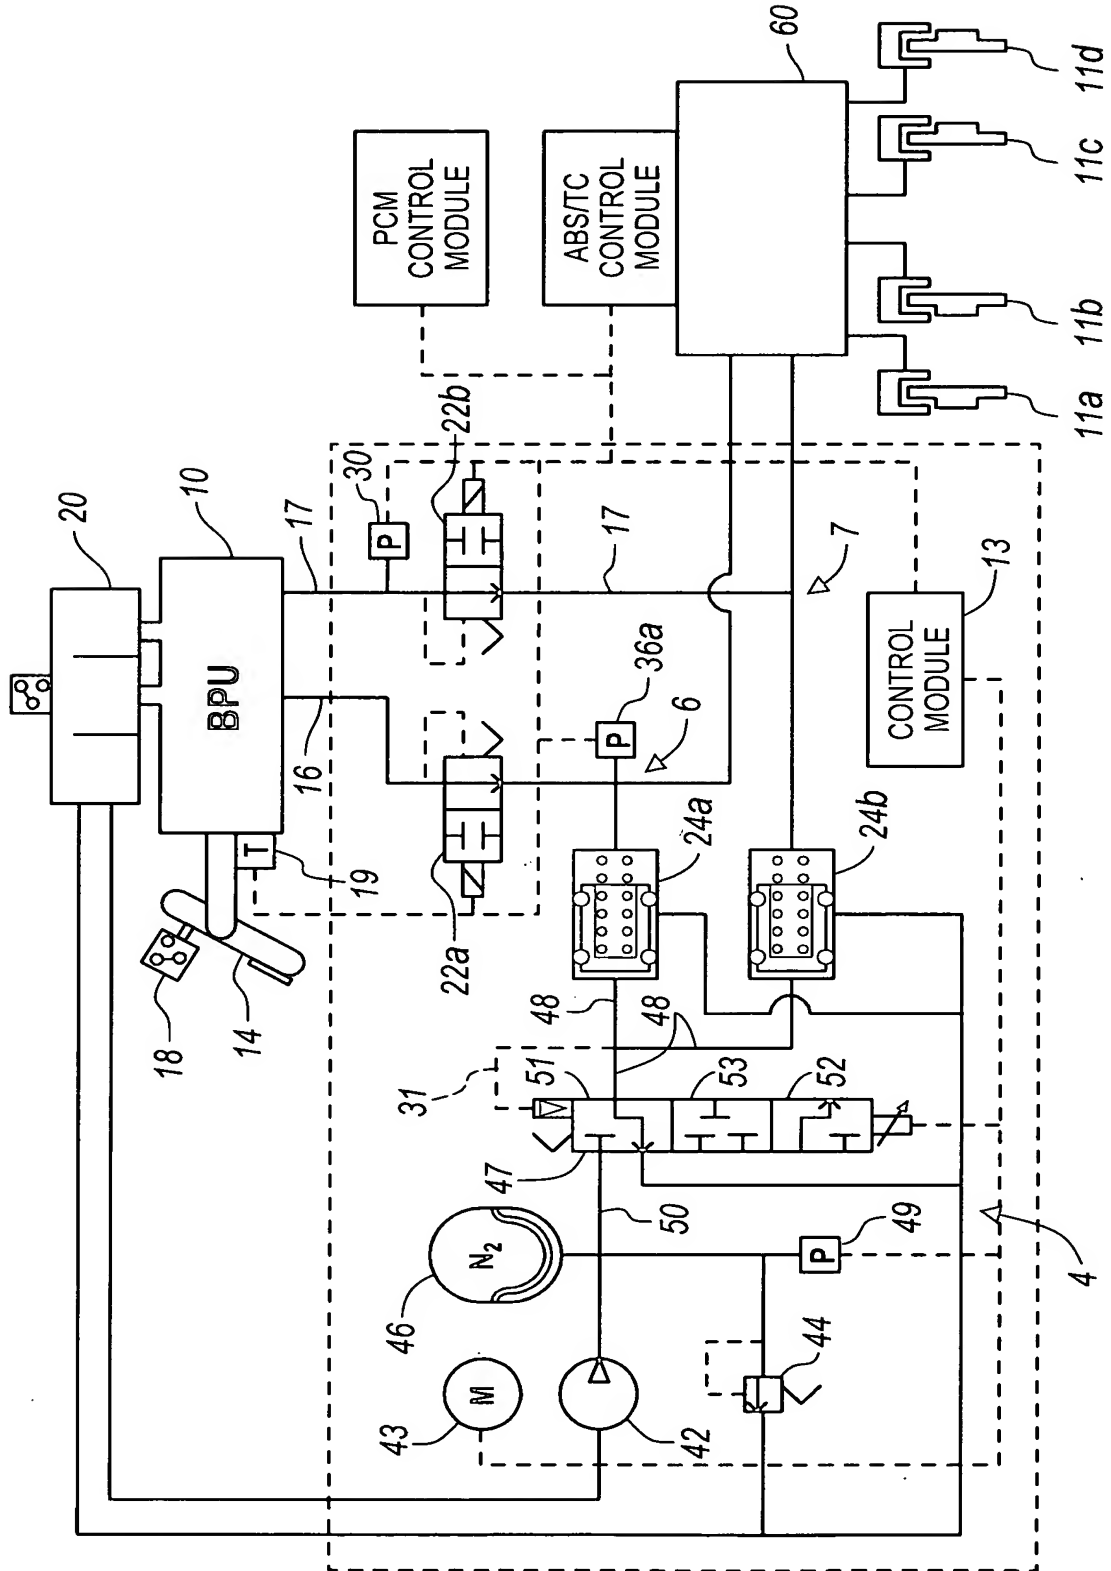 20
10
17
30
22b
PCM
CONTROL
MODULE
ABS/TC
CONTROL
MODULE
60
BPU
P
T
19
18
14
16
22a
17
36a
P
6
7
24a
24b
CONTROL
MODULE
13
11a
11b
11c
11d
31
48
48
51
53
52
47
50
N2
46
M
43
42
44
P
49
4